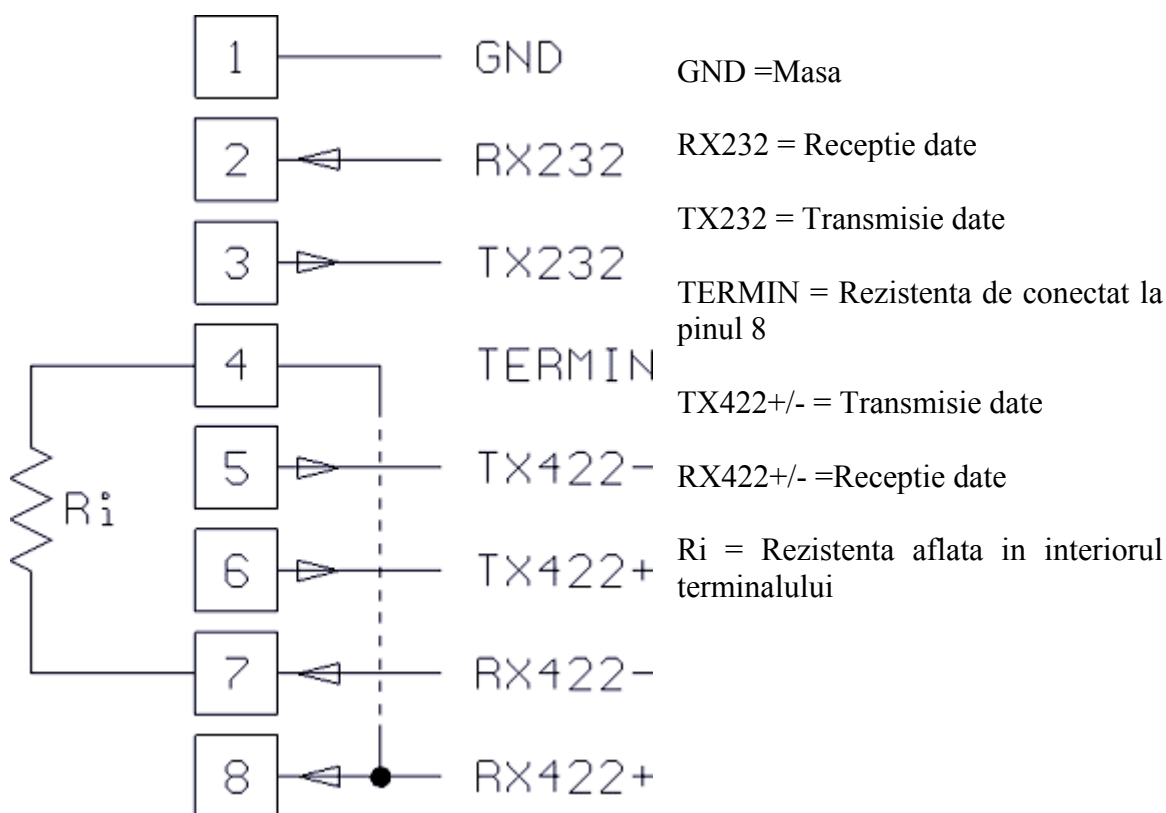 1 GND
2 RX232
3 TX232
4 TERMIN
5 TX422-
Ri
6 TX422+
7 RX422-
8 RX422+
GND =Masa
RX232 = Receptie date
TX232 = Transmisie date
TERMIN = Rezistenta de conectat la
pinul 8
TX422+/- = Transmisie date
RX422+/- =Receptie date
Ri = Rezistenta aflata in interiorul
terminalului